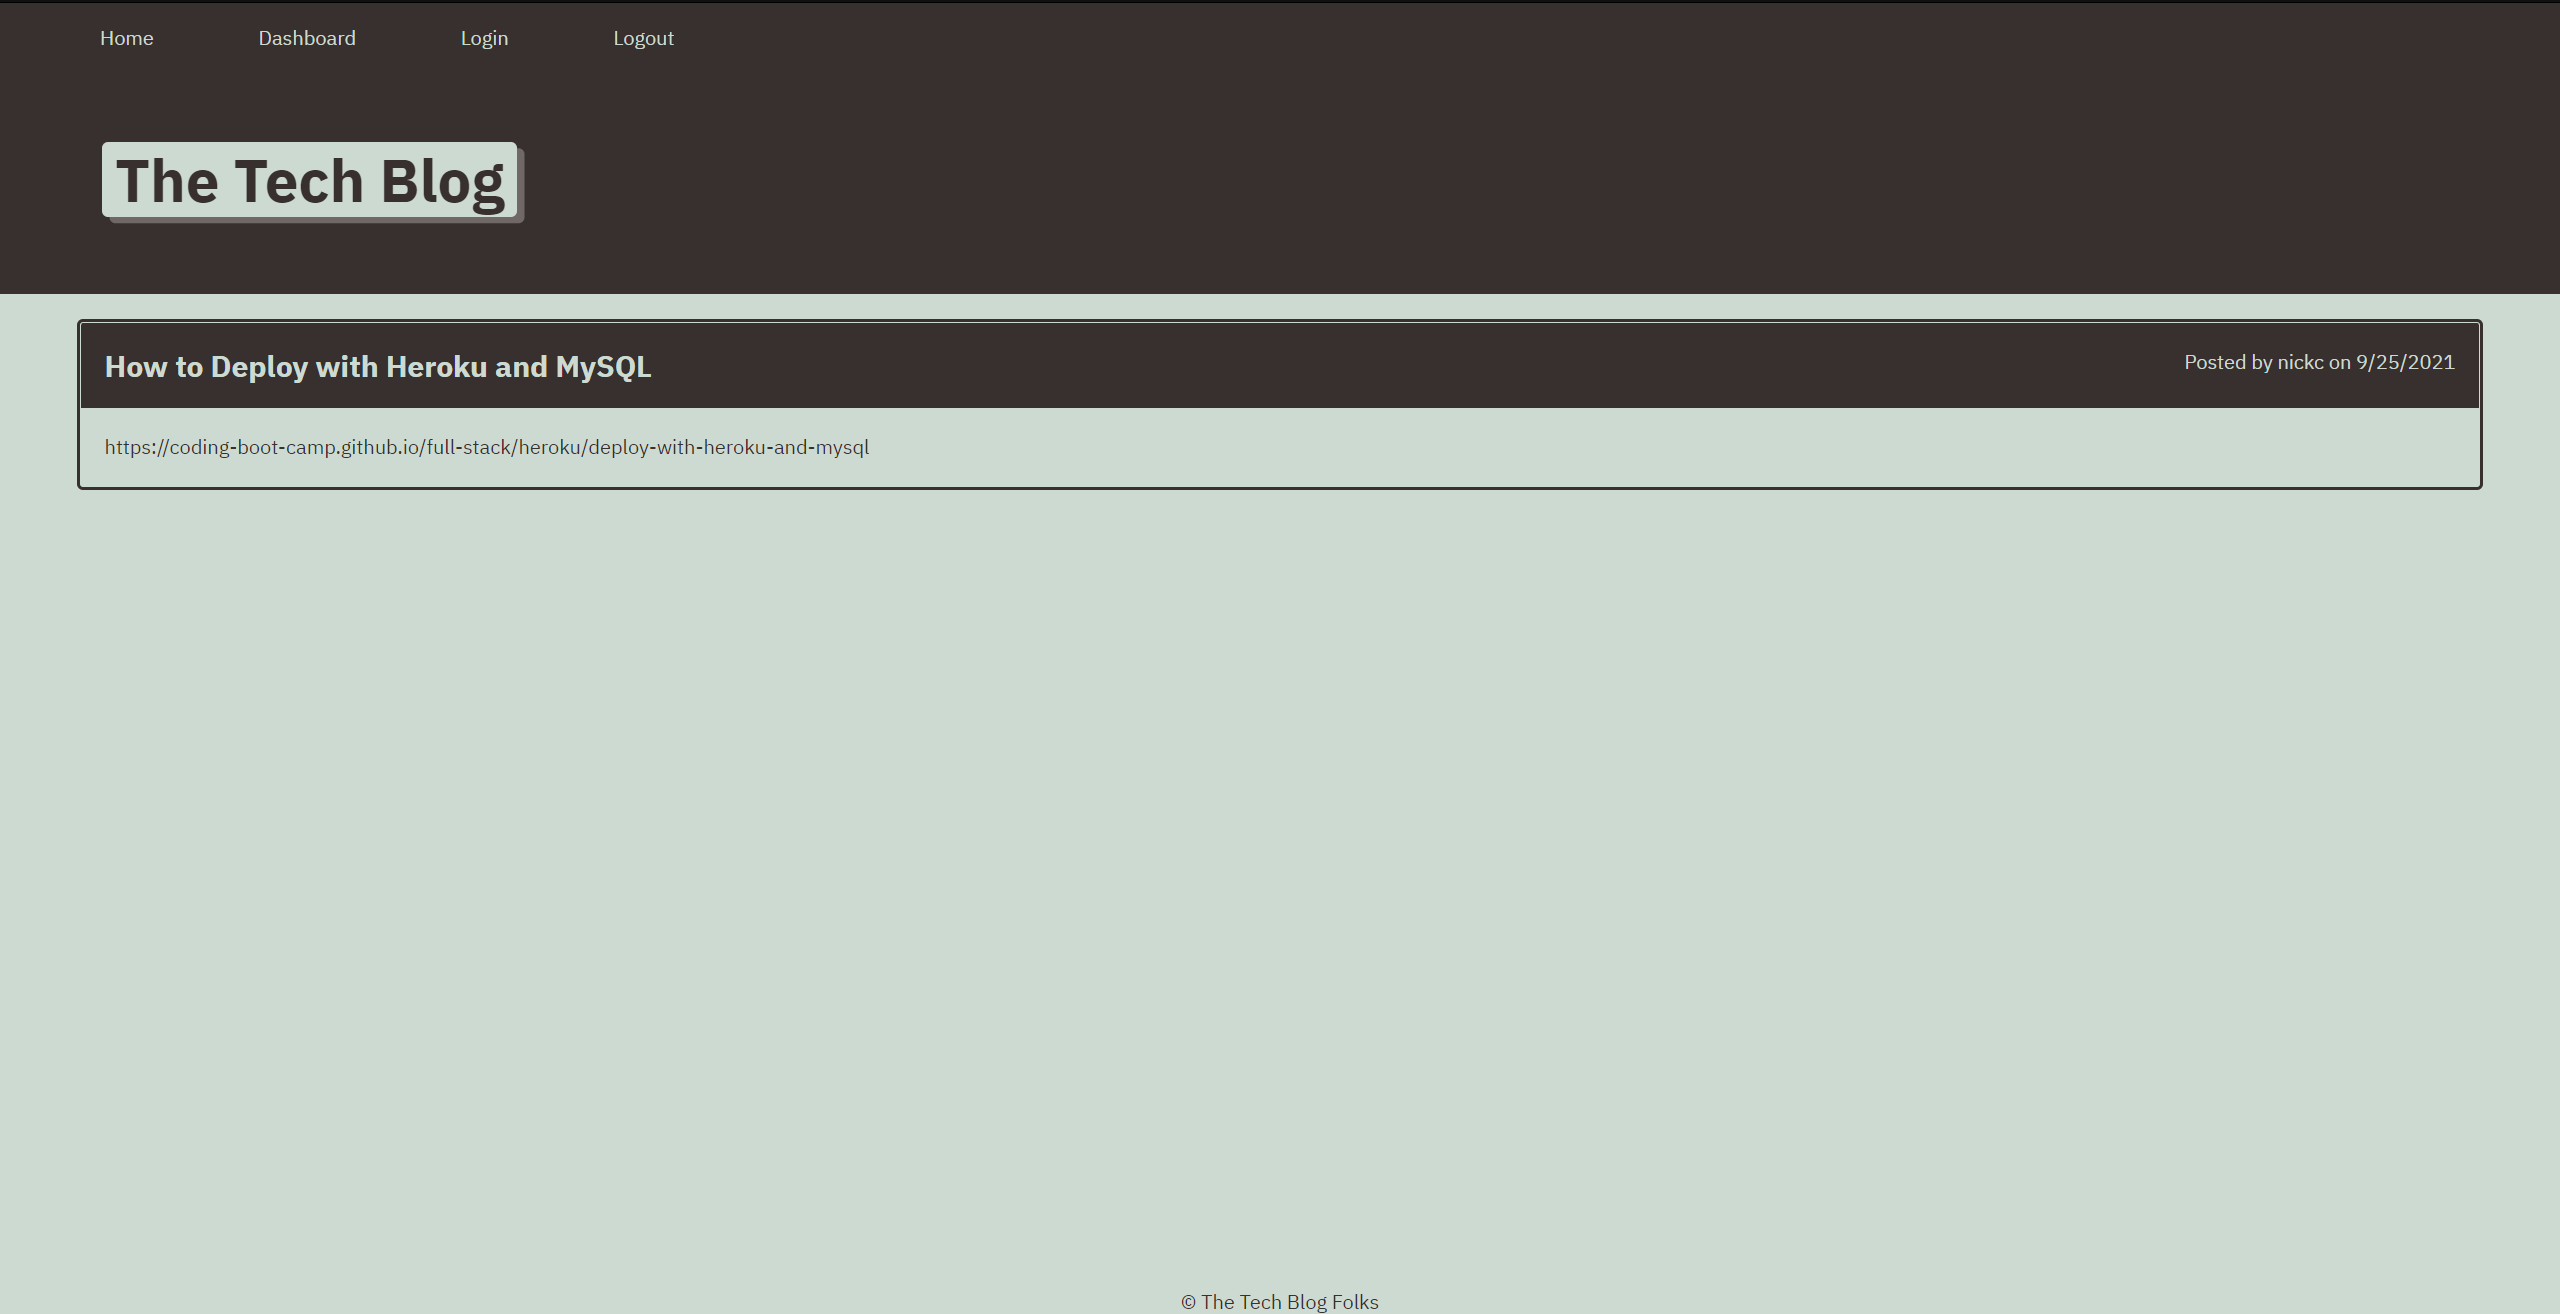 Home Dashboard Login Logout
The Tech Blog
How to Deploy with Heroku and MySQL Posted by nickc on 9/25/2021
https://coding-boot-camp.github.io/full-stack/heroku/deploy-with-heroku-and-mysql
© The Tech Blog Folks